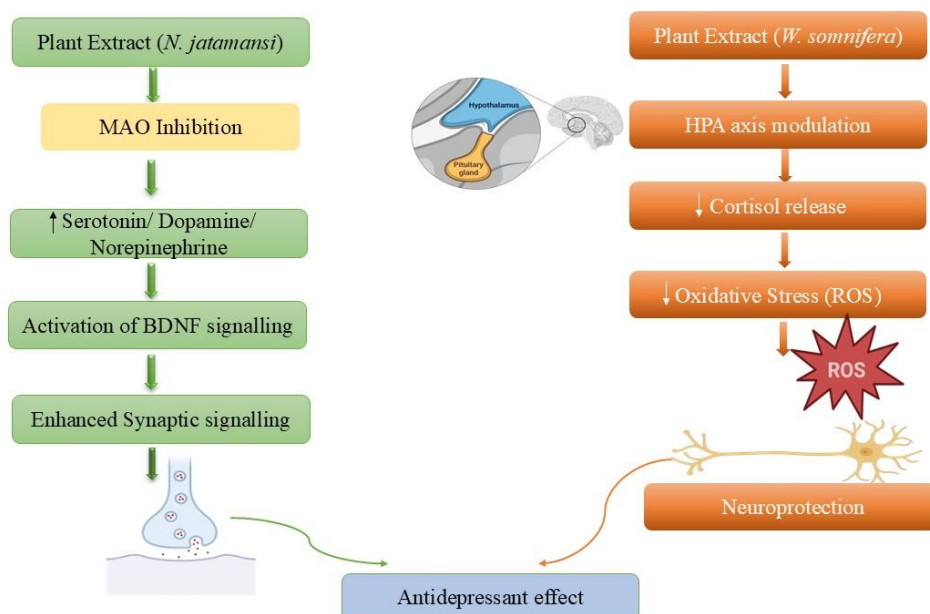 Plant Extract (N. jatamansi)
MAO Inhibition
↑ Serotonin/ Dopamine/
Norepinephrine
Activation of BDNF signalling
Enhanced Synaptic signalling
Hypothalamus
Pituitary
gland
Plant Extract (W. somnifera)
HPA axis modulation
↓ Cortisol release
↓ Oxidative Stress (ROS)
ROS
Neuroprotection
Antidepressant effect